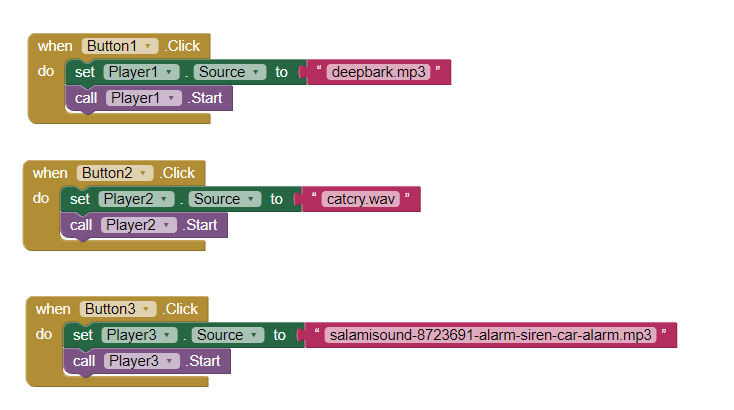 when Button1 .Click
do set Player1 . Source to “ deepbark.mp3 ”
call Player1 .Start
when Button2 .Click
do set Player2 . Source to “ catcry.wav ”
call Player2 .Start
when Button3 .Click
do set Player3 . Source to “ salamisound-8723691-alarm-siren-car-alarm.mp3 ”
call Player3 .Start